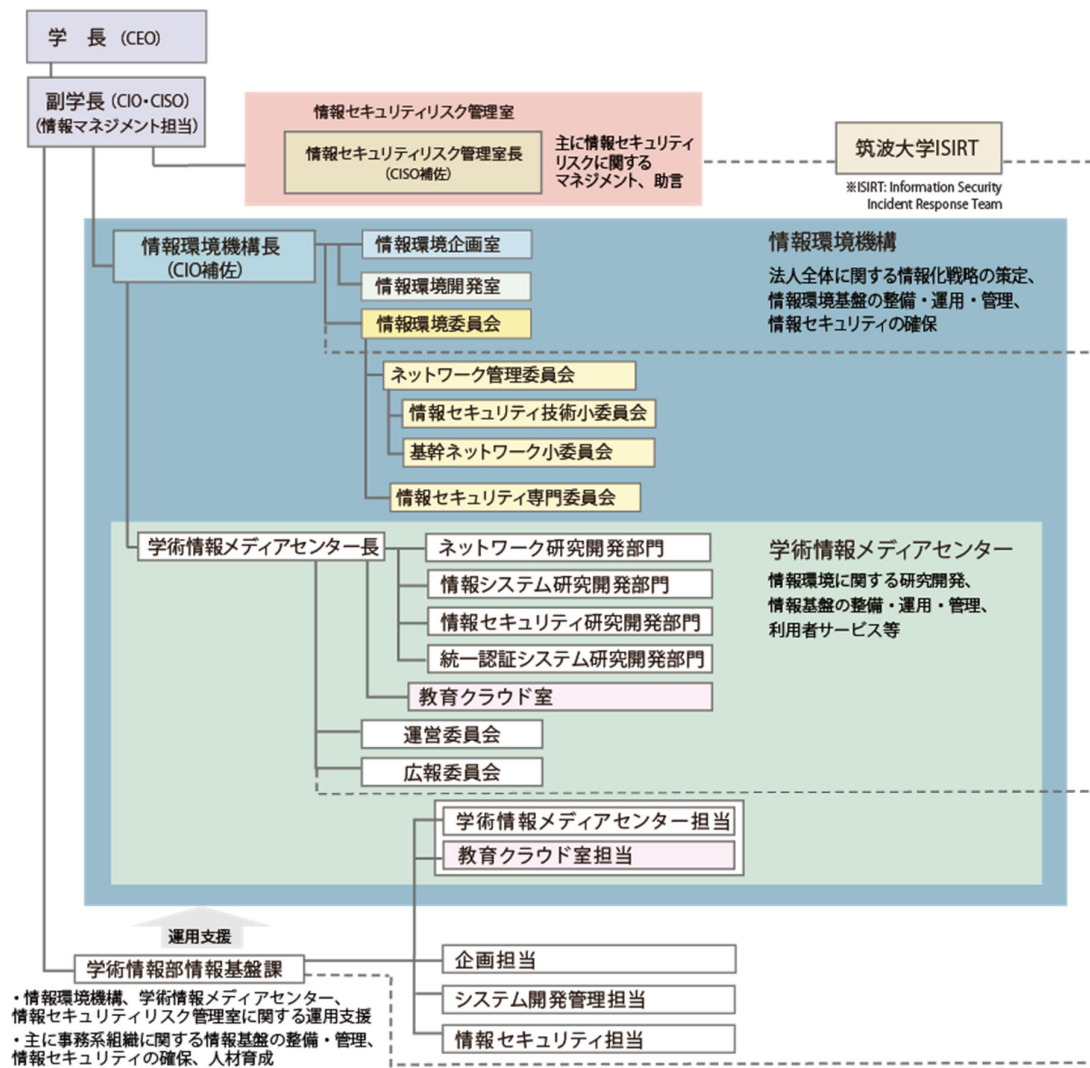 学 長 (CEO)
副学長 (CIO・CISO)
(情報マネジメント担当)
情報セキュリティリスク管理室
情報セキュリティリスク管理室長
(CISO補佐)
主に情報セキュリティ
リスクに関する
マネジメント、助言
筑波大学ISIRT
※ISIRT: Information Security
Incident Response Team
情報環境機構長
(CIO補佐)
情報環境企画室
情報環境開発室
情報環境委員会
情報環境機構
法人全体に関する情報化戦略の策定、
情報環境基盤の整備・運用・管理、
情報セキュリティの確保
ネットワーク管理委員会
情報セキュリティ技術小委員会
基幹ネットワーク小委員会
情報セキュリティ専門委員会
学術情報メディアセンター長
ネットワーク研究開発部門
情報システム研究開発部門
情報セキュリティ研究開発部門
統一認証システム研究開発部門
教育クラウド室
運営委員会
広報委員会
学術情報メディアセンター
情報環境に関する研究開発、
情報基盤の整備・運用・管理、
利用者サービス等
学術情報メディアセンター担当
教育クラウド室担当
運用支援
学術情報部情報基盤課
・情報環境機構、学術情報メディアセンター、
情報セキュリティリスク管理室に関する運用支援
・主に事務系組織に関する情報基盤の整備・管理、
情報セキュリティの確保、人材育成
企画担当
システム開発管理担当
情報セキュリティ担当